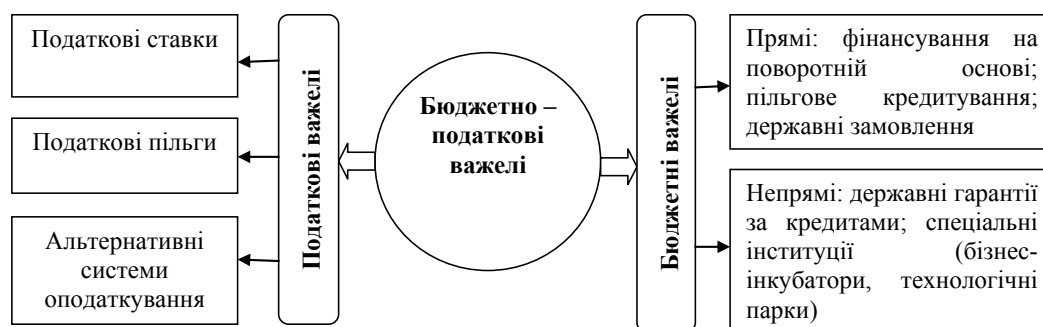 Податкові ставки
Податкові пільги
Альтернативні
системи
оподаткування
Податкові важелі
Бюджетно –
податкові
важелі
Бюджетні важелі
Прямі: фінансування на
поворотній основі;
пільгове кредитування;
державні замовлення
Непрямі: державні гарантії
за кредитами; спеціальні
інституції (бізнес-
інкубатори, технологічні
парки)